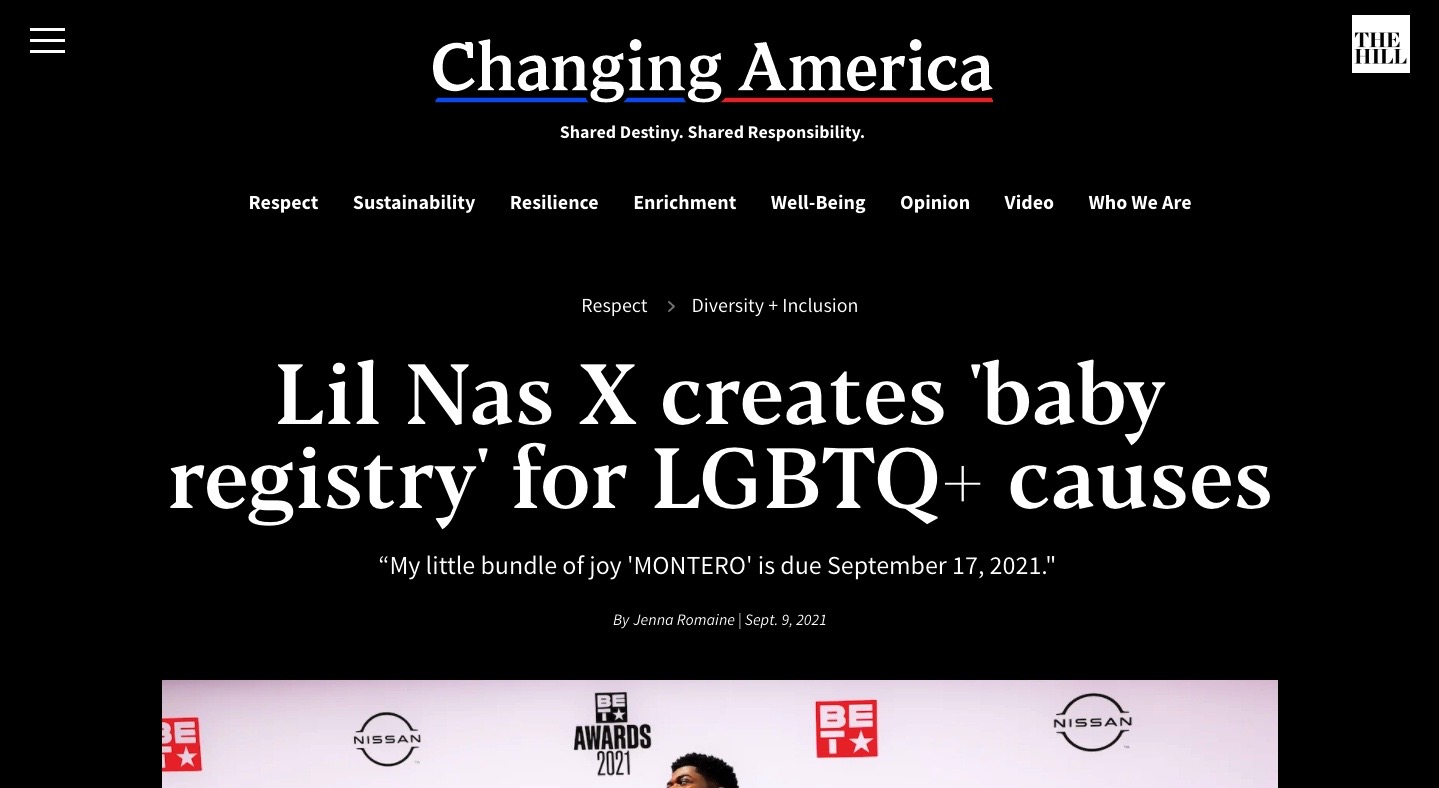 Changing America
THE
HILL
Shared Destiny. Shared Responsibility.
Respect Sustainability Resilience Enrichment Well-Being Opinion Video Who We Are
Respect > Diversity + Inclusion
Lil Nas X creates 'baby
registry' for LGBTQ+ causes
“My little bundle of joy 'MONTERO' is due September 17, 2021."
By Jenna Romaine | Sept. 9, 2021
BE
T★
NISSAN
BE
T★
AWARDS
2021
BE
T★
NISSAN